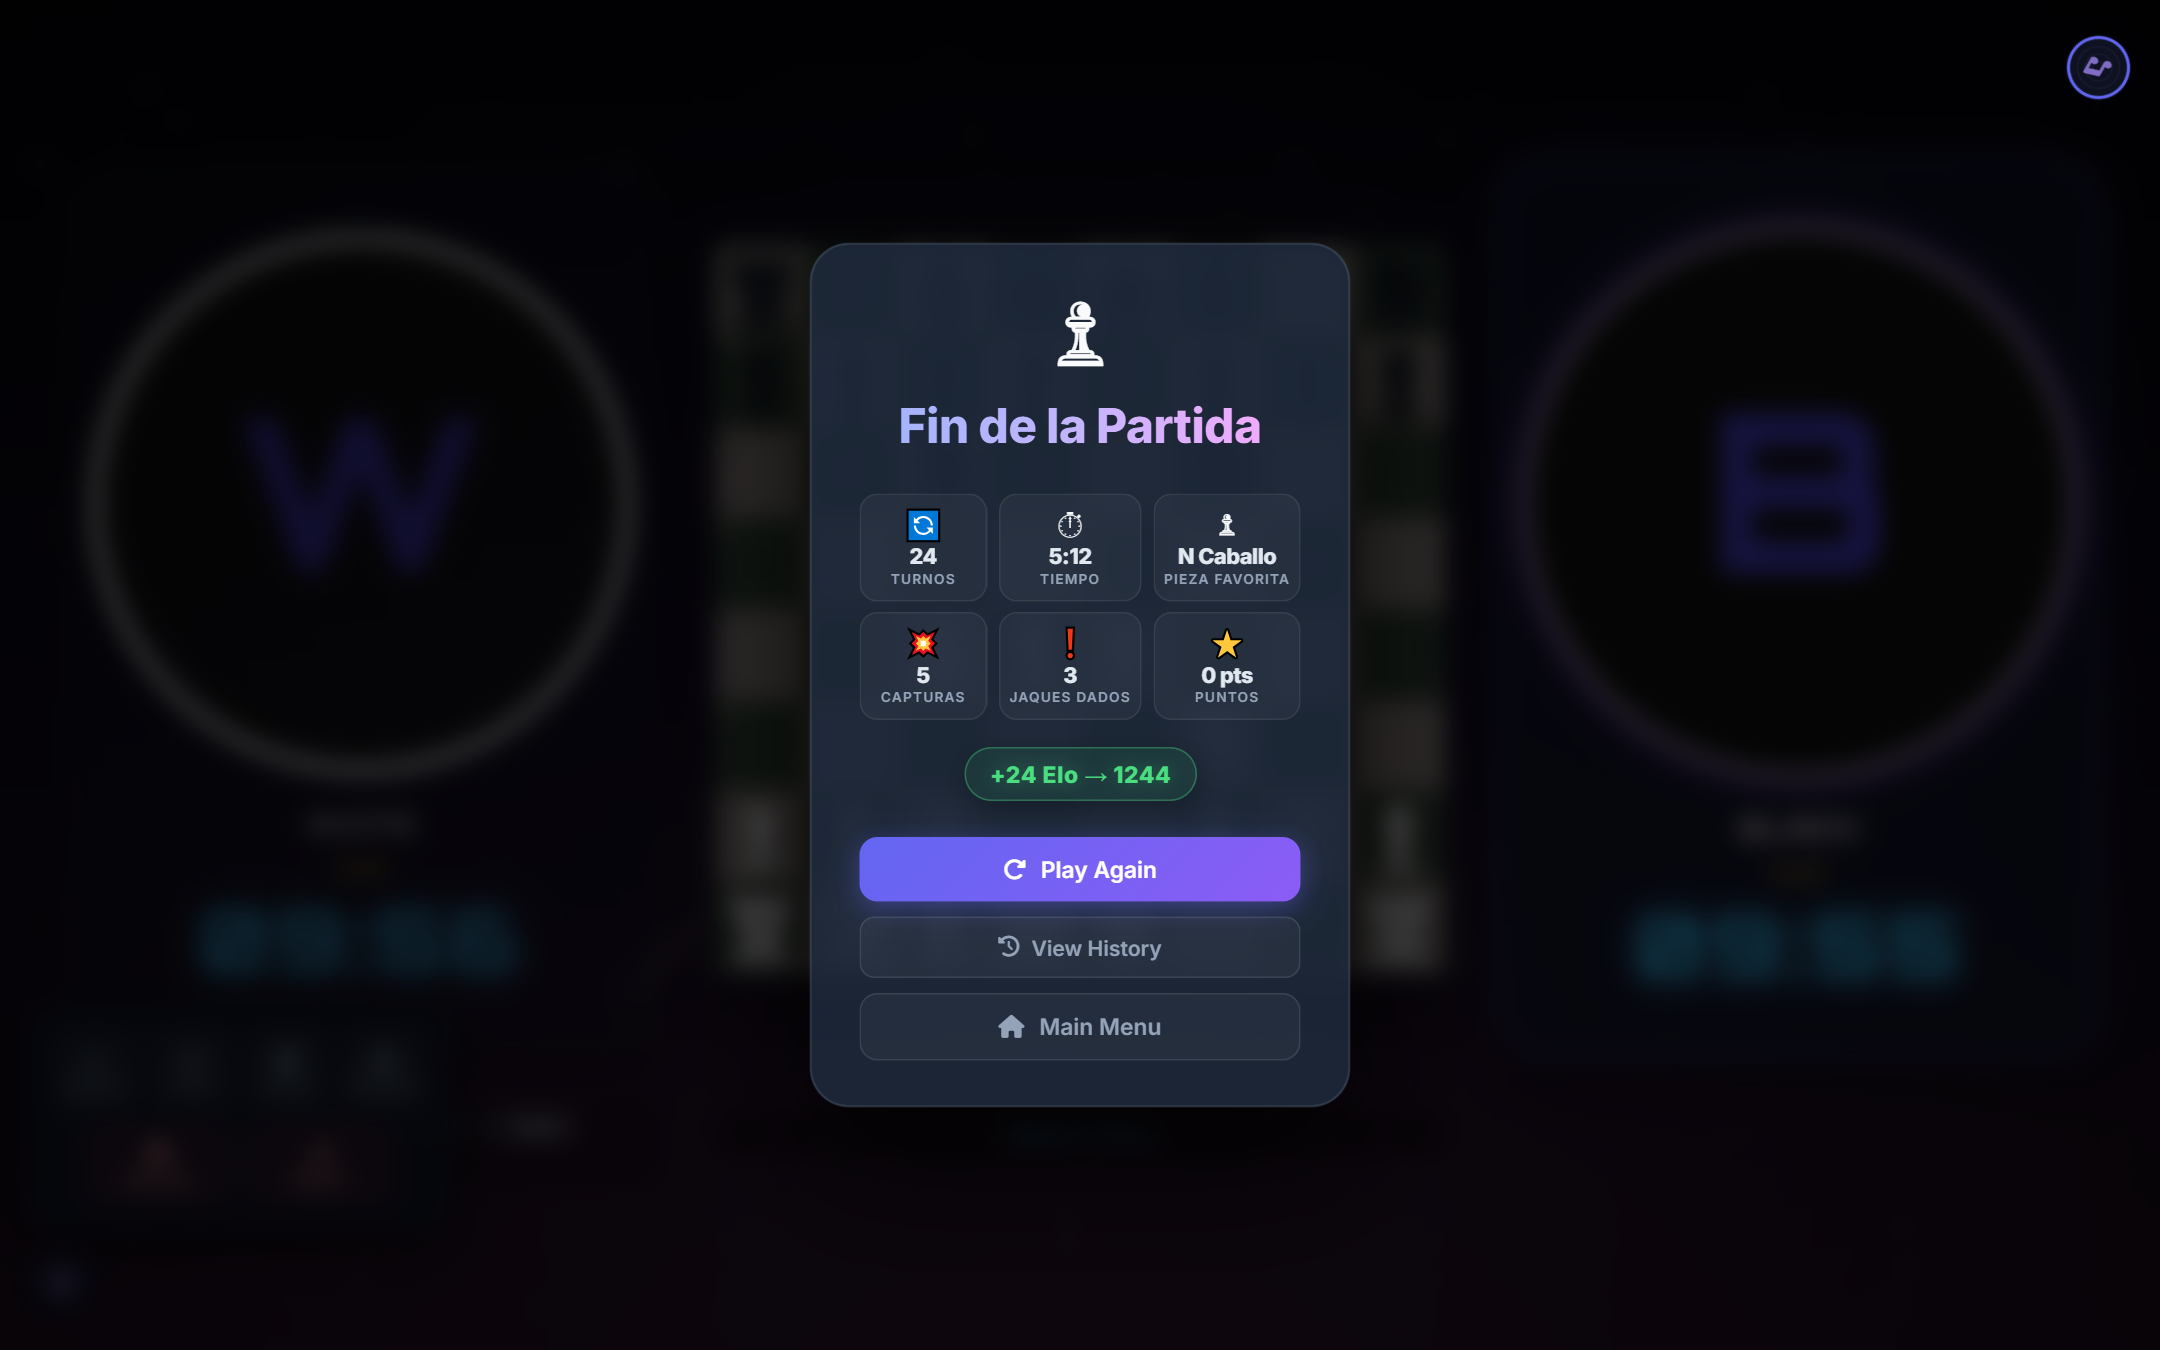 W
B
Fin de la Partida
24
TURNOS
5:12
TIEMPO
N Caballo
PIEZA FAVORITA
5
CAPTURAS
3
JAQUES DADOS
0 pts
PUNTOS
+24 Elo → 1244
Play Again
View History
Main Menu